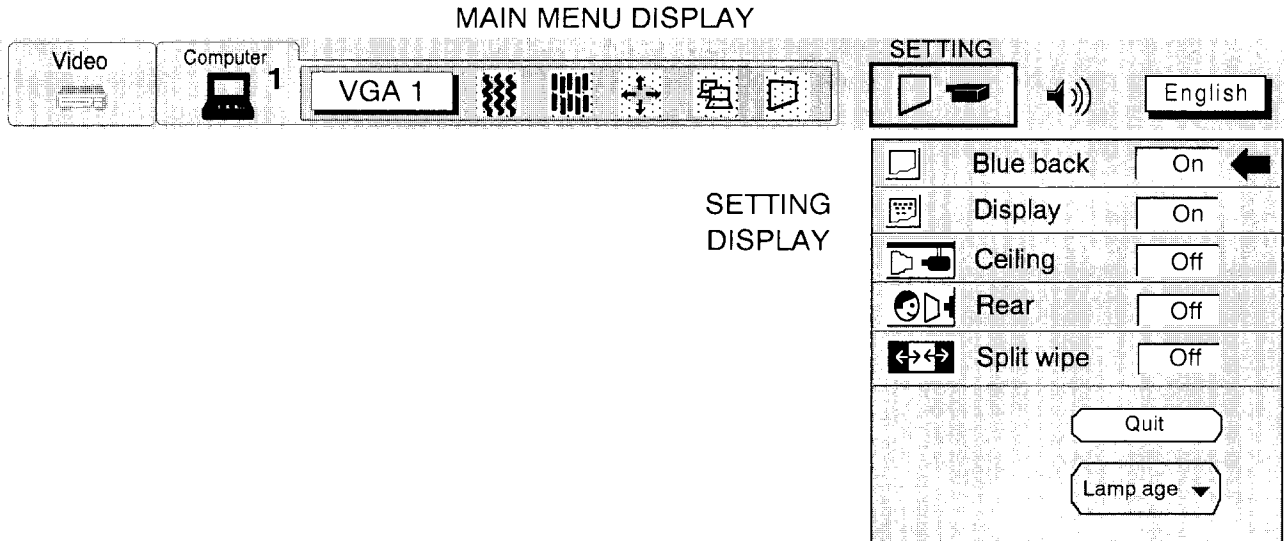 MAIN MENU DISPLAY
Video
Computer
1
VGA 1
SETTING
English
SETTING
DISPLAY
Blue back On
Display On
Ceiling Off
Rear Off
Split wipe Off
Quit
Lamp age